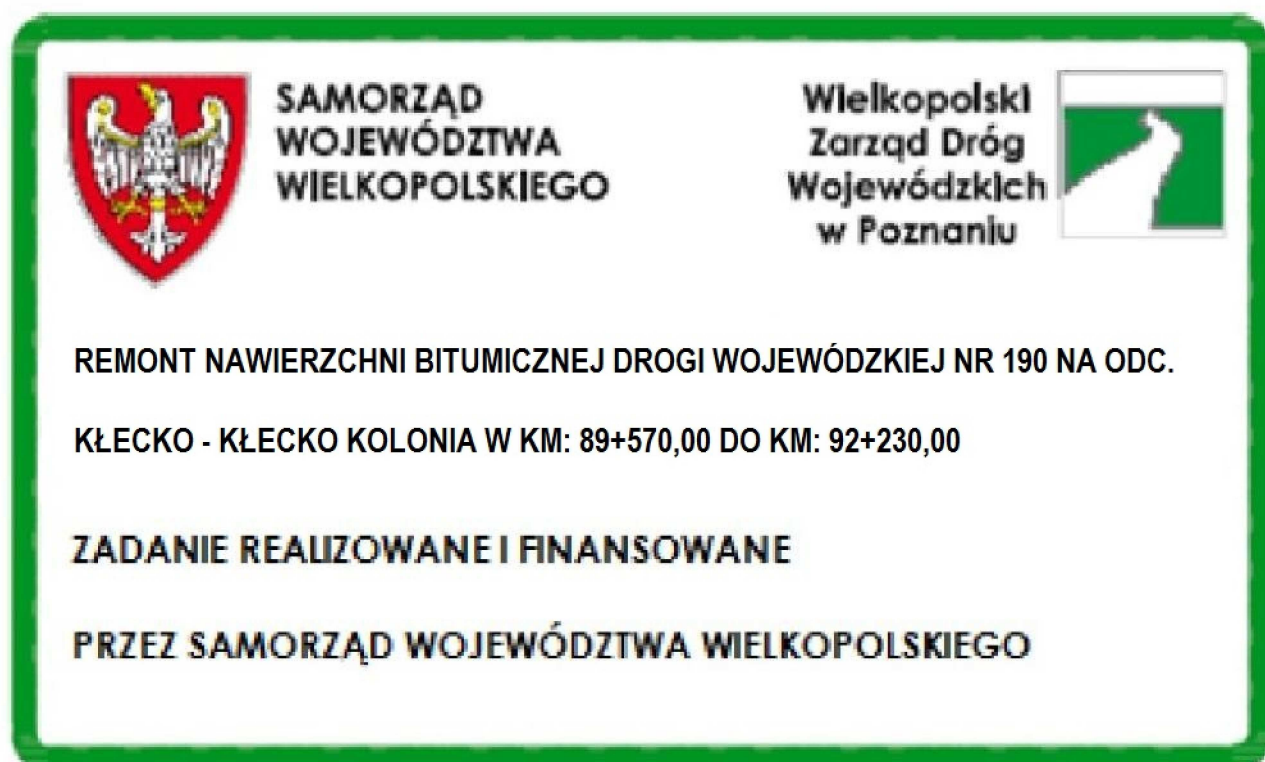 SAMORZĄD
WOJEWÓDZTWA
WIELKOPOLSKIEGO
Wielkopolski
Zarząd Dróg
Wojewódzkich
w Poznaniu
REMONT NAWIERZCHNI BITUMICZNEJ DROGI WOJEWÓDZKIEJ NR 190 NA ODC.
KŁECKO - KŁECKO KOLONIA W KM: 89+570,00 DO KM: 92+230,00
ZADANIE REALIZOWANE I FINANSOWANE
PRZEZ SAMORZĄD WOJEWÓDZTWA WIELKOPOLSKIEGO